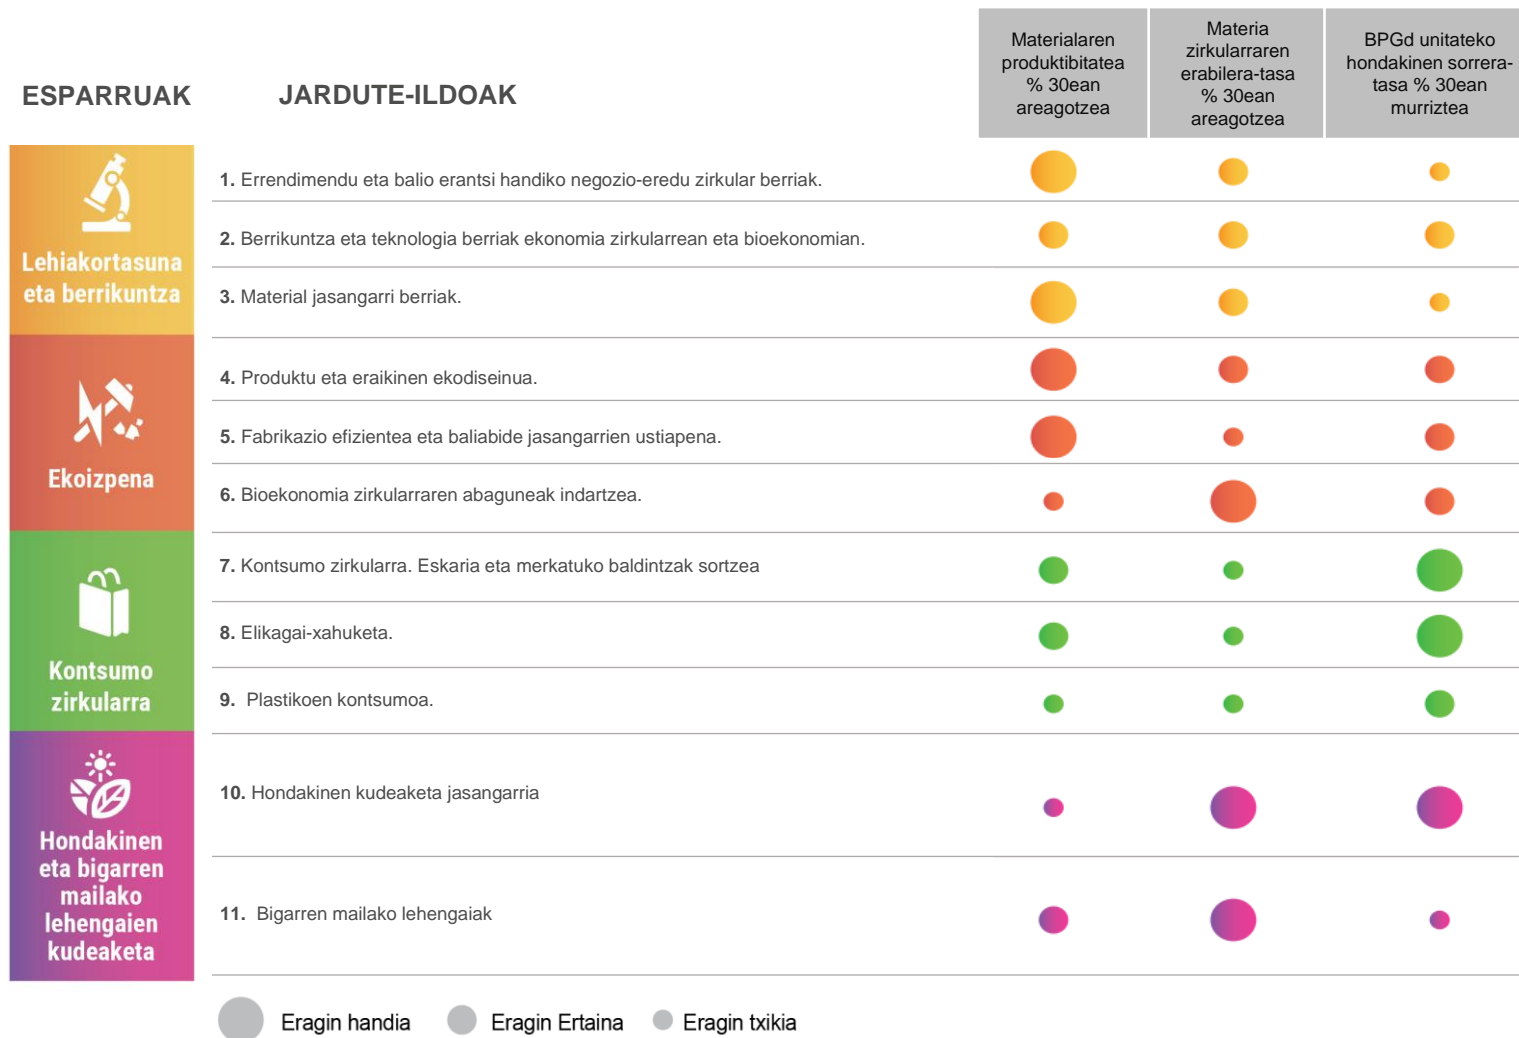 ESPARRUAK
JARDUTE-ILDOAK
Materialaren
produktibitatea
% 30ean
areagotzea
Materia
zirkularraren
erabilera-tasa
% 30ean
areagotzea
BPGd unitateko
hondakinen sorrera-
tasa % 30ean
murriztea
Lehiakortasuna
eta berrikuntza
1. Errendimendu eta balio erantsi handiko negozio-eredu zirkular berriak.
2. Berrikuntza eta teknologia berriak ekonomia zirkularrean eta bioekonomian.
3. Material jasangarri berriak.
Ekoizpena
4. Produktu eta eraikinen ekodiseinua.
5. Fabrikazio efizientea eta baliabide jasangarrien ustiapena.
6. Bioekonomia zirkularraren abaguneak indartzea.
Kontsumo
zirkularra
7. Kontsumo zirkularra. Eskaria eta merkatuko baldintzak sortzea
8. Elikagai-xahuketa.
9. Plastikoen kontsumoa.
Hondakinen
eta bigarren
mailako
lehengaien
kudeaketa
10. Hondakinen kudeaketa jasangarria
11. Bigarren mailako lehengaiak
Eragin handia
Eragin Ertaina
Eragin txikia